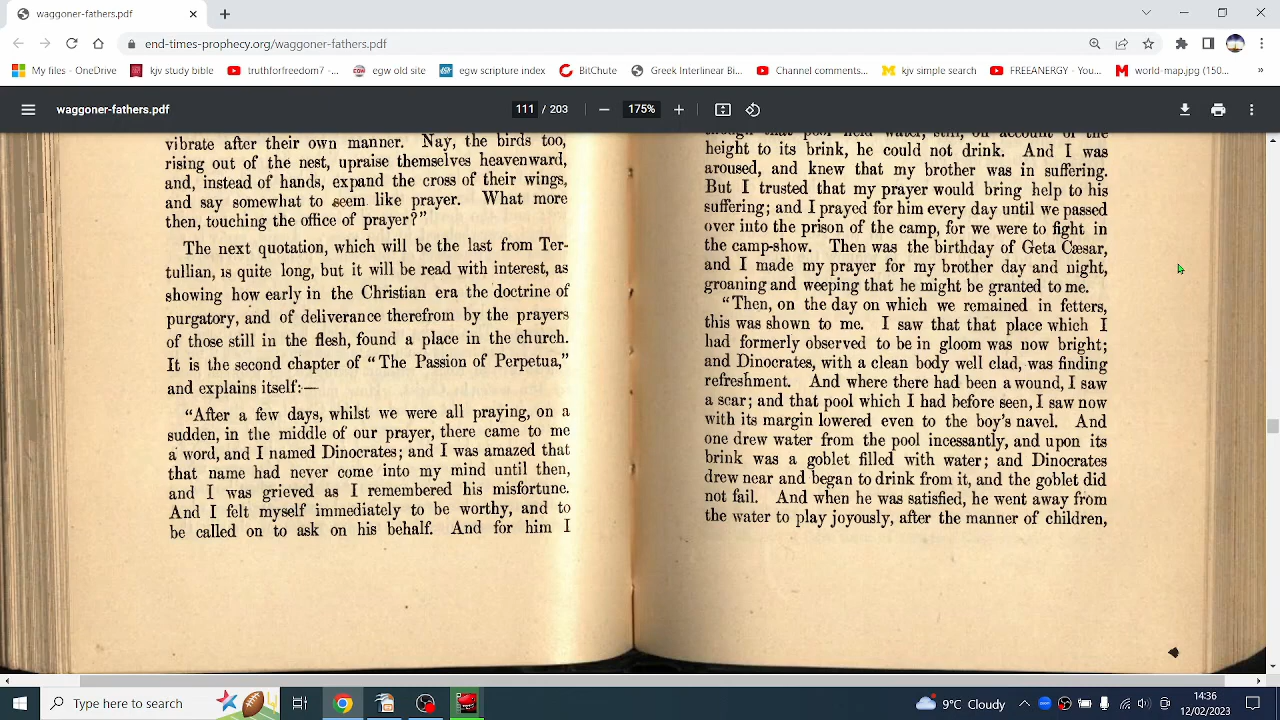 waggoner-fathers.pdf
end-times-prophecy.org/waggoner-fathers.pdf
My files - OneDrive
kjv study bible
truthforfreedom7 -...
egw old site
egw scripture index
BitChute
Greek Interlinear Bi...
Channel comments...
kjv simple search
FREEANERGY - You...
world-map.jpg (150...
»
waggoner-fathers.pdf
111 / 203
175%
vibrate after their own manner. Nay, the birds too,
rising out of the nest, upraise themselves heavenward,
and, instead of hands, expand the cross of their wings,
and say somewhat to seem like prayer. What more
then, touching the office of prayer?”
The next quotation, which will be the last from Ter-
tullian, is quite long, but it will be read with interest, as
showing how early in the Christian era the doctrine of
purgatory, and of deliverance therefrom by the prayers
of those still in the flesh, found a place in the church.
It is the second chapter of “The Passion of Perpetua,”
and explains itself:—
“After a few days, whilst we were all praying, on a
sudden, in the middle of our prayer, there came to me
a word, and I named Dinocrates; and I was amazed that
that name had never come into my mind until then,
and I was grieved as I remembered his misfortune.
And I felt myself immediately to be worthy, and to
be called on to ask on his behalf. And for him I
though that pool held water, still, on account of the
height to its brink, he could not drink. And I was
aroused, and knew that my brother was in suffering.
But I trusted that my prayer would bring help to his
suffering; and I prayed for him every day until we passed
over into the prison of the camp, for we were to fight in
the camp-show. Then was the birthday of Geta Cæsar,
and I made my prayer for my brother day and night,
groaning and weeping that he might be granted to me.
“Then, on the day on which we remained in fetters,
this was shown to me. I saw that that place which I
had formerly observed to be in gloom was now bright;
and Dinocrates, with a clean body well clad, was finding
refreshment. And where there had been a wound, I saw
a scar; and that pool which I had before seen, I saw now
with its margin lowered even to the boy’s navel. And
one drew water from the pool incessantly, and upon its
brink was a goblet filled with water; and Dinocrates
drew near and began to drink from it, and the goblet did
not fail. And when he was satisfied, he went away from
the water to play joyously, after the manner of children,
Type here to search
9°C Cloudy
14:36
12/02/2023